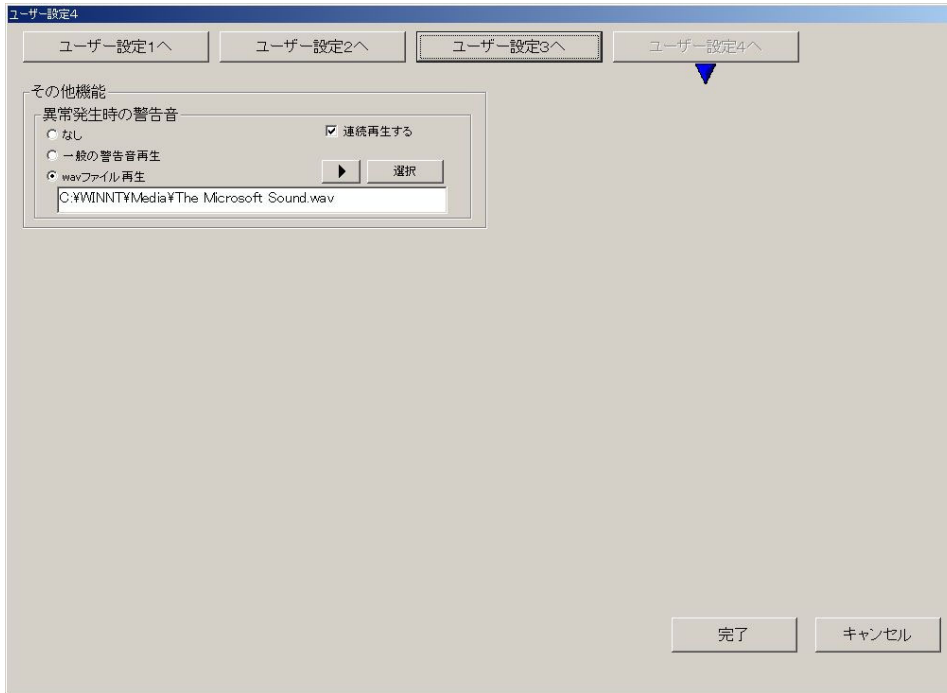 ユーザー設定4
ユーザー設定1へ
ユーザー設定2へ
ユーザー設定3へ
ユーザー設定4へ
その他機能
異常発生時の警告音
なし
連続再生する
一般の警告音再生
wavファイル再生
選択
C:¥WINNT¥Media¥The Microsoft Sound.wav
完了
キャンセル